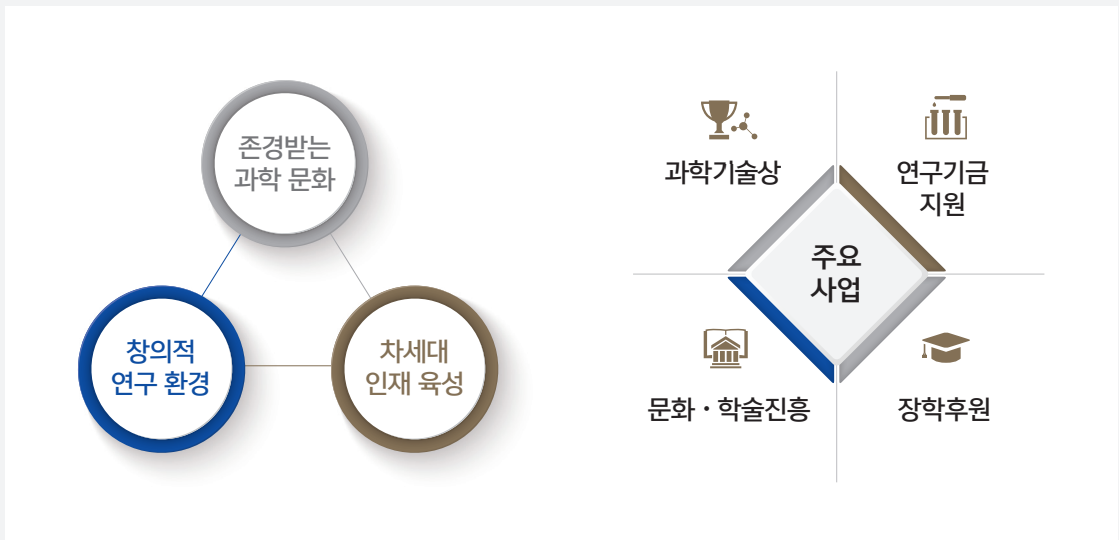 존경받는
과학 문화
창의적
연구 환경
차세대
인재 육성
과학기술상
연구기금
지원
주요
사업
문화・학술진흥
장학후원